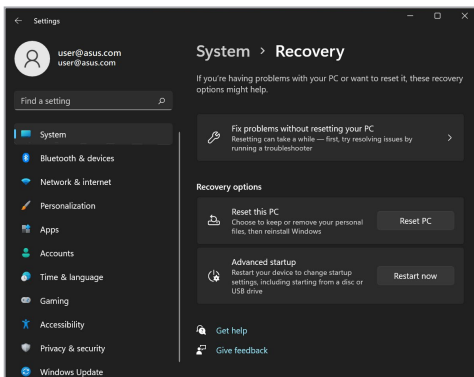 Settings
user@asus.com
user@asus.com
Find a setting
System
Bluetooth & devices
Network & internet
Personalization
Apps
Accounts
Time & language
Gaming
Accessibility
Privacy & security
Windows Update
System > Recovery
If you're having problems with your PC or want to reset it, these recovery
options might help.
Fix problems without resetting your PC
Resetting can take a while — first, try resolving issues by
running a troubleshooter
Recovery options
Reset this PC
Choose to keep or remove your personal
files, then reinstall Windows
Reset PC
Advanced startup
Restart your device to change startup
settings, including starting from a disc or
USB drive
Restart now
Get help
Give feedback